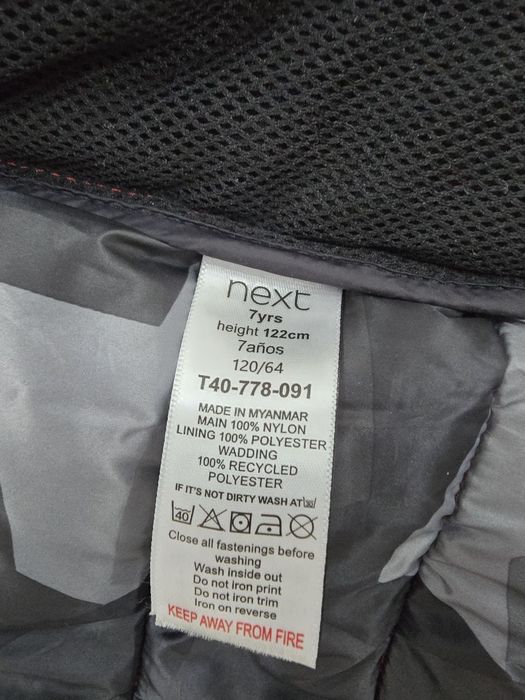 next
7yrs
height 122cm
7años
120/64
T40-778-091
MADE IN MYANMAR
MAIN 100% NYLON
LINING 100% POLYESTER
WADDING
100% RECYCLED
POLYESTER
IF IT'S NOT DIRTY WASH AT
40
Close all fastenings before
washing
Wash inside out
Do not iron print
Do not iron trim
Iron on reverse
KEEP AWAY FROM FIRE